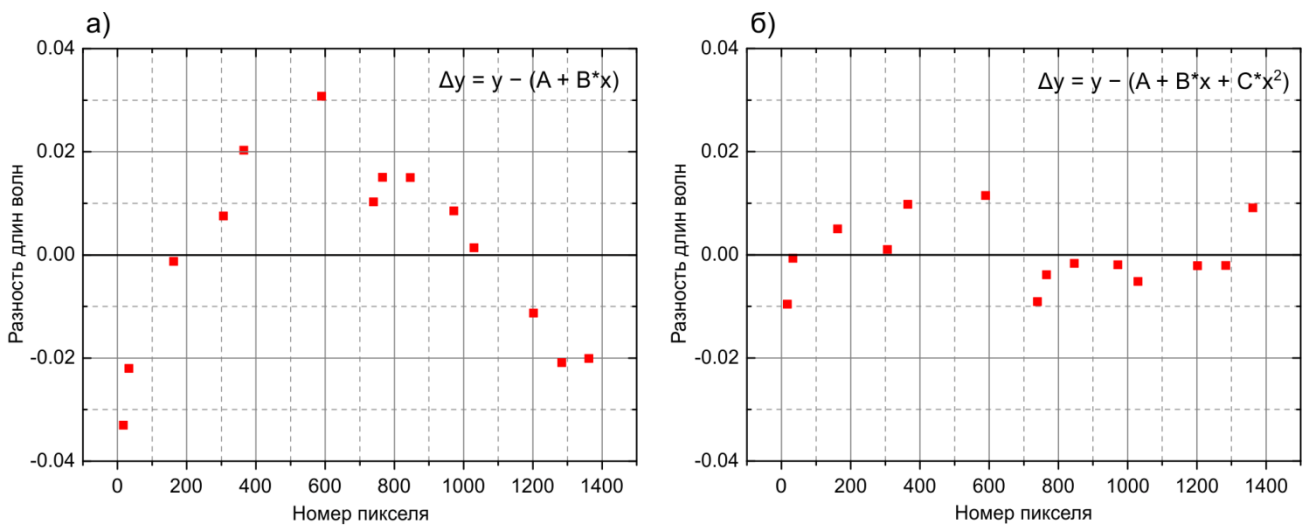 а)
Δy = y − (A + B*x)
0.04
0.02
0.00
-0.02
-0.04
Разность длин волн
0 200 400 600 800 1000 1200 1400
Номер пикселя
б)
Δy = y − (A + B*x + C*x²)
0.04
0.02
0.00
-0.02
-0.04
Разность длин волн
0 200 400 600 800 1000 1200 1400
Номер пикселя